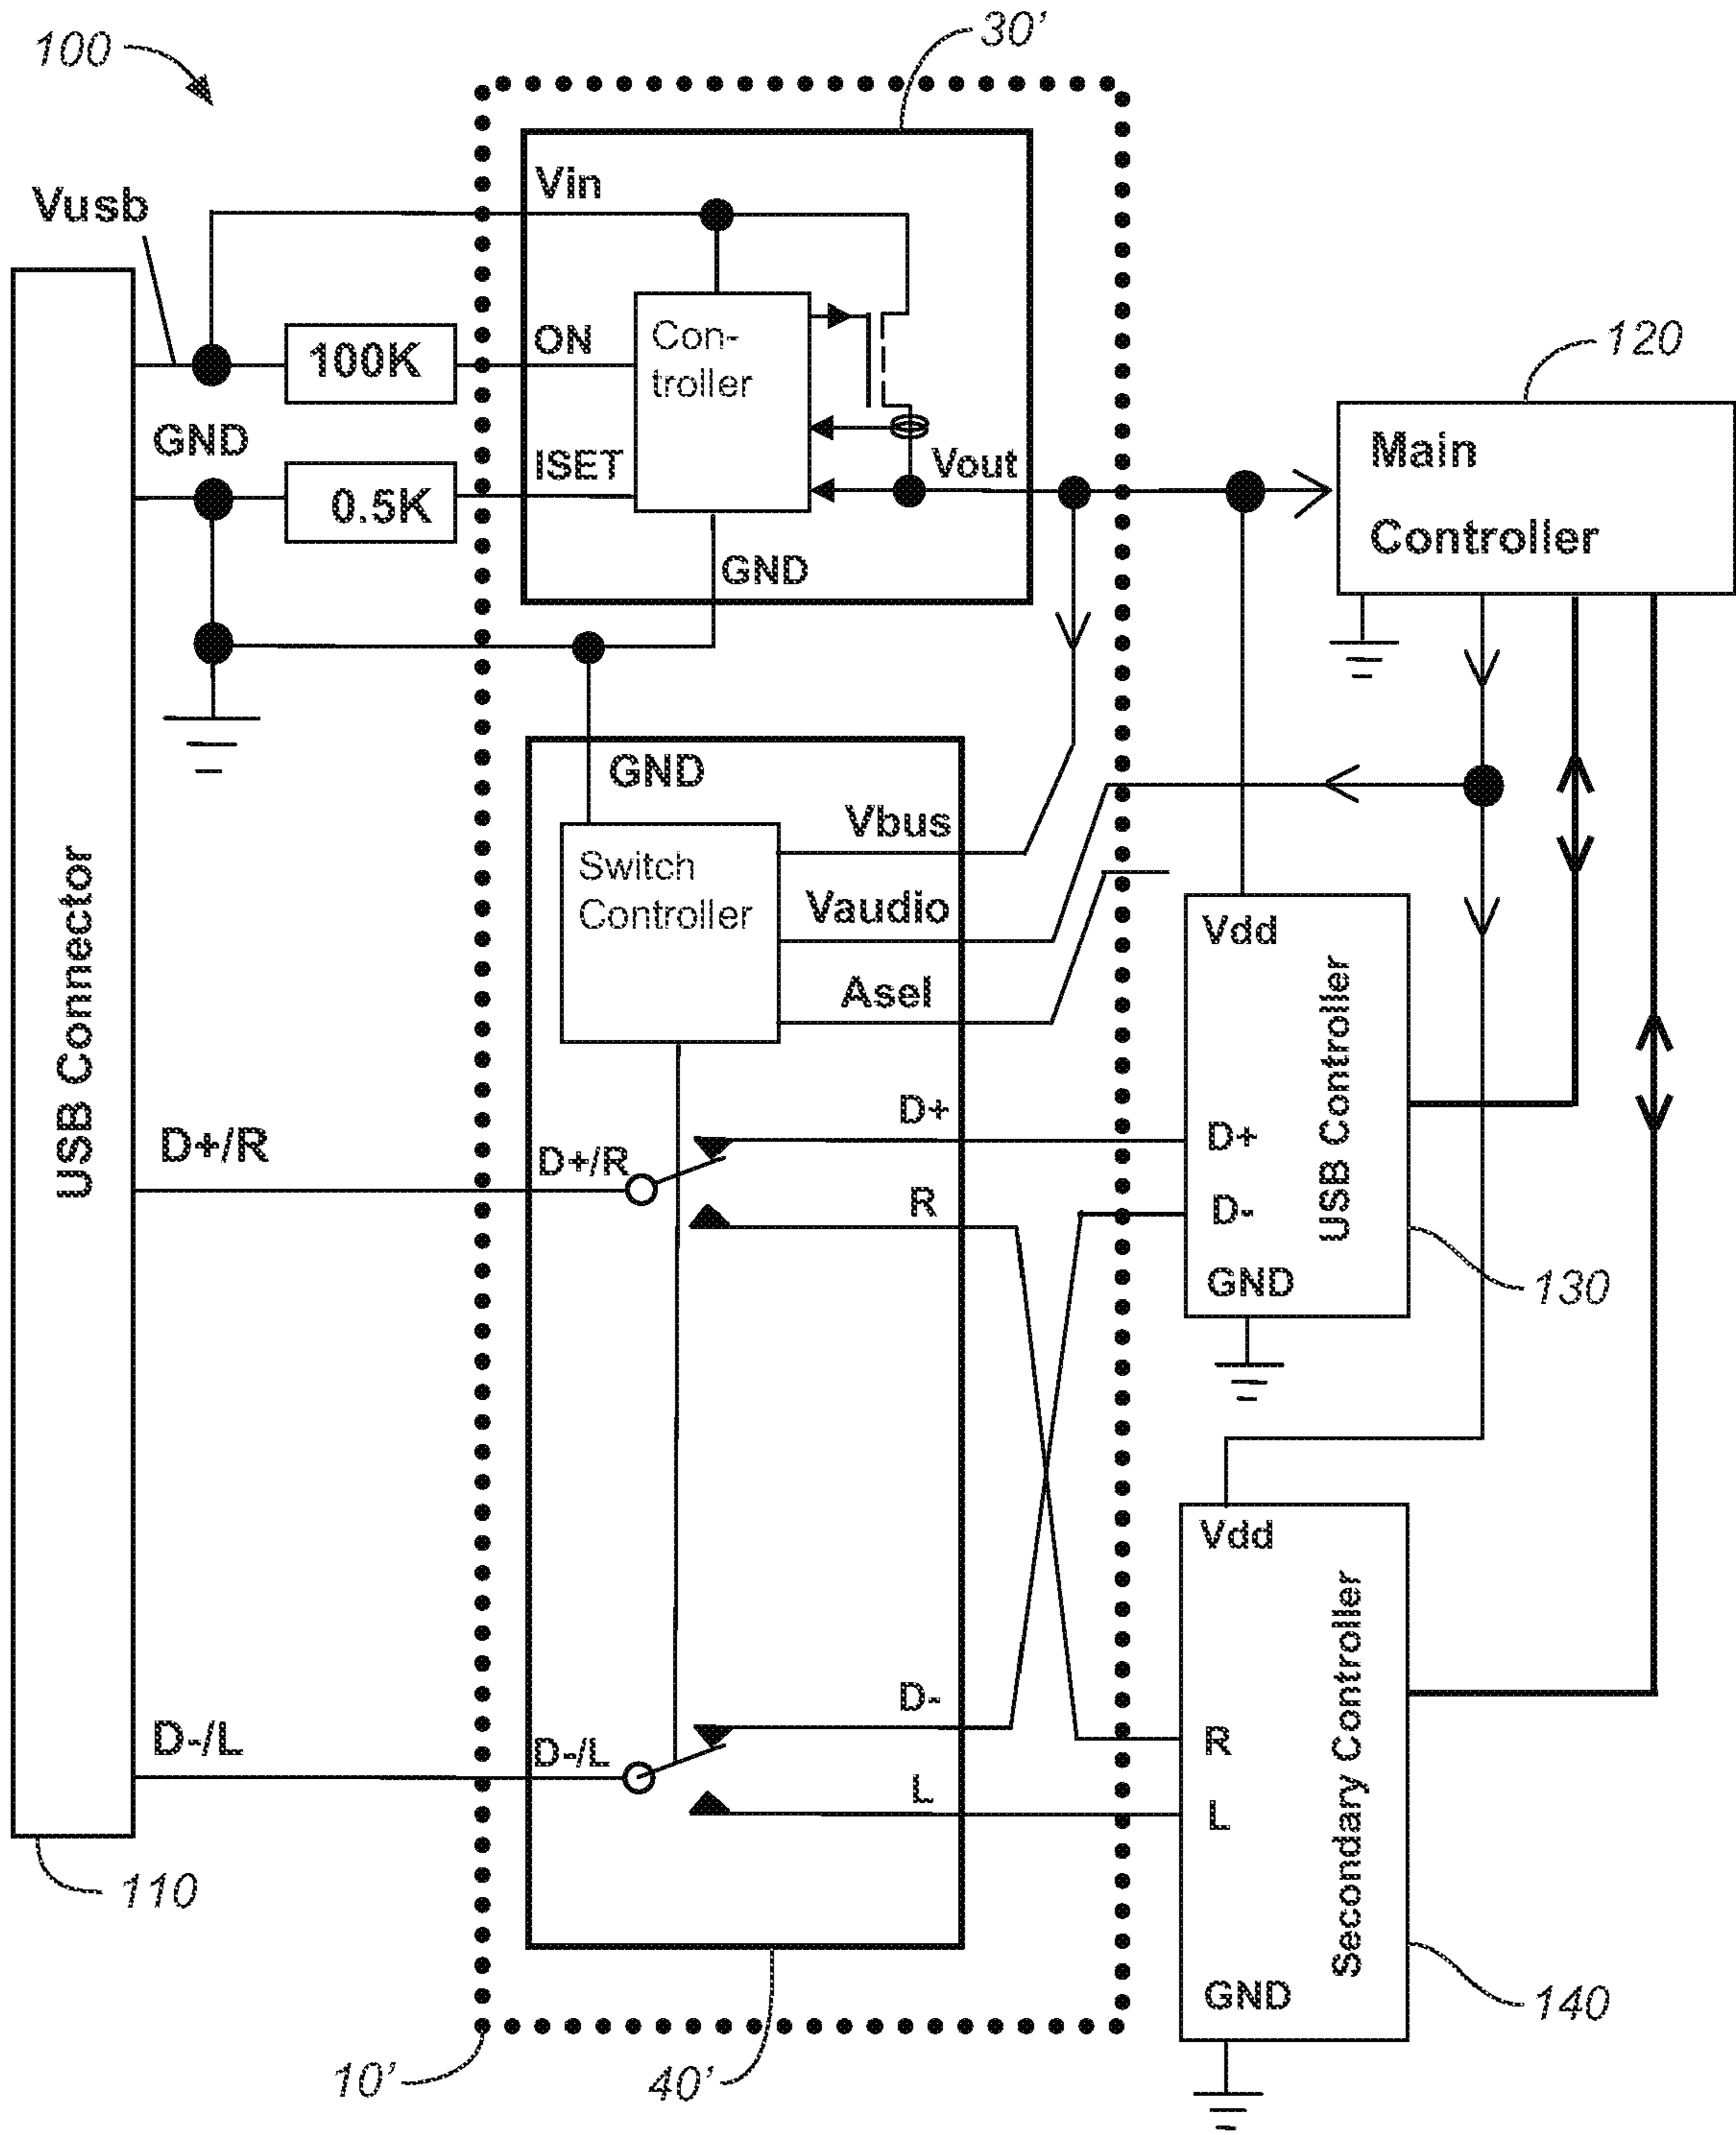 100
30'
Vin
Vusb
ON
Con-
troller
100K
120
GND
Main
Controller
ISET
Vout
0.5K
GND
GND
Vbus
Switch
Controller
Vaudio
Vdd
Asel
USB Connector
USB Controller
D+
D+/R
D+/R
D+
R
D-
GND
130
Vdd
Secondary Controller
D-
D-/L
D-/L
R
L
L
110
GND
140
10'
40'